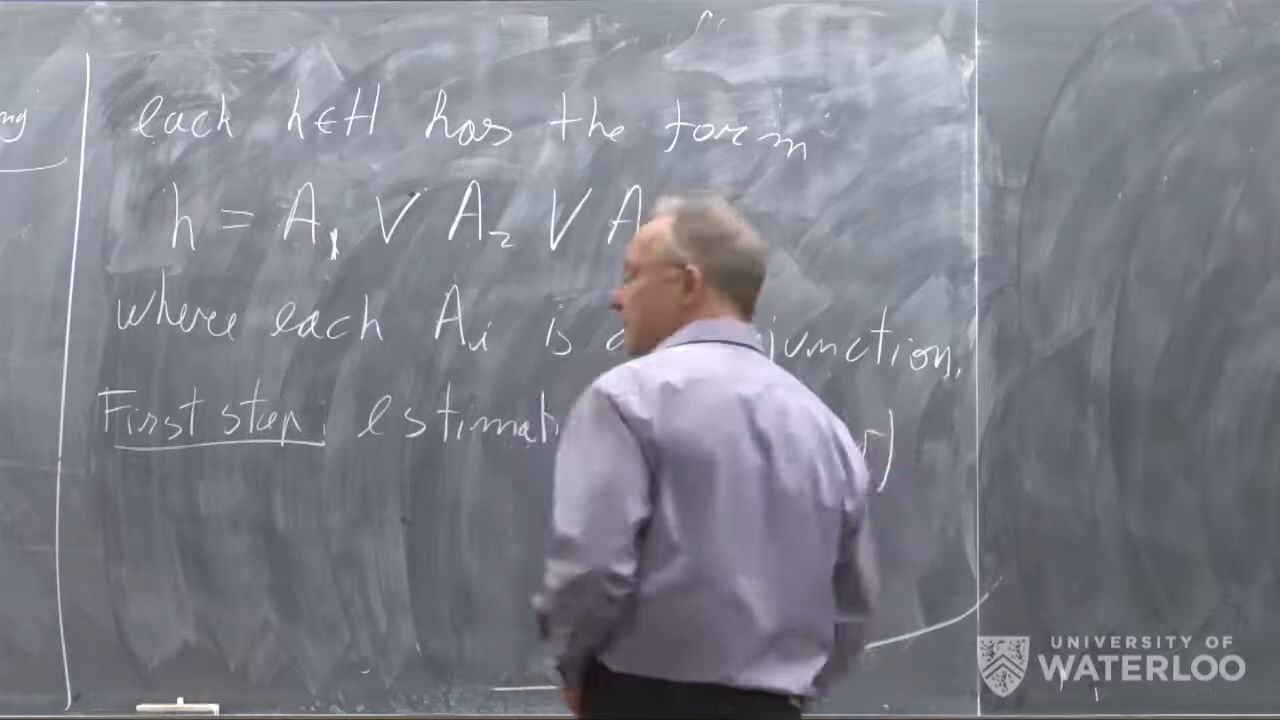 each h∈H has the form
h = A₁ ∨ A₂ ∨ A
where each Aᵢ is junction.
First step: estimati
UNIVERSITY OF
WATERLOO